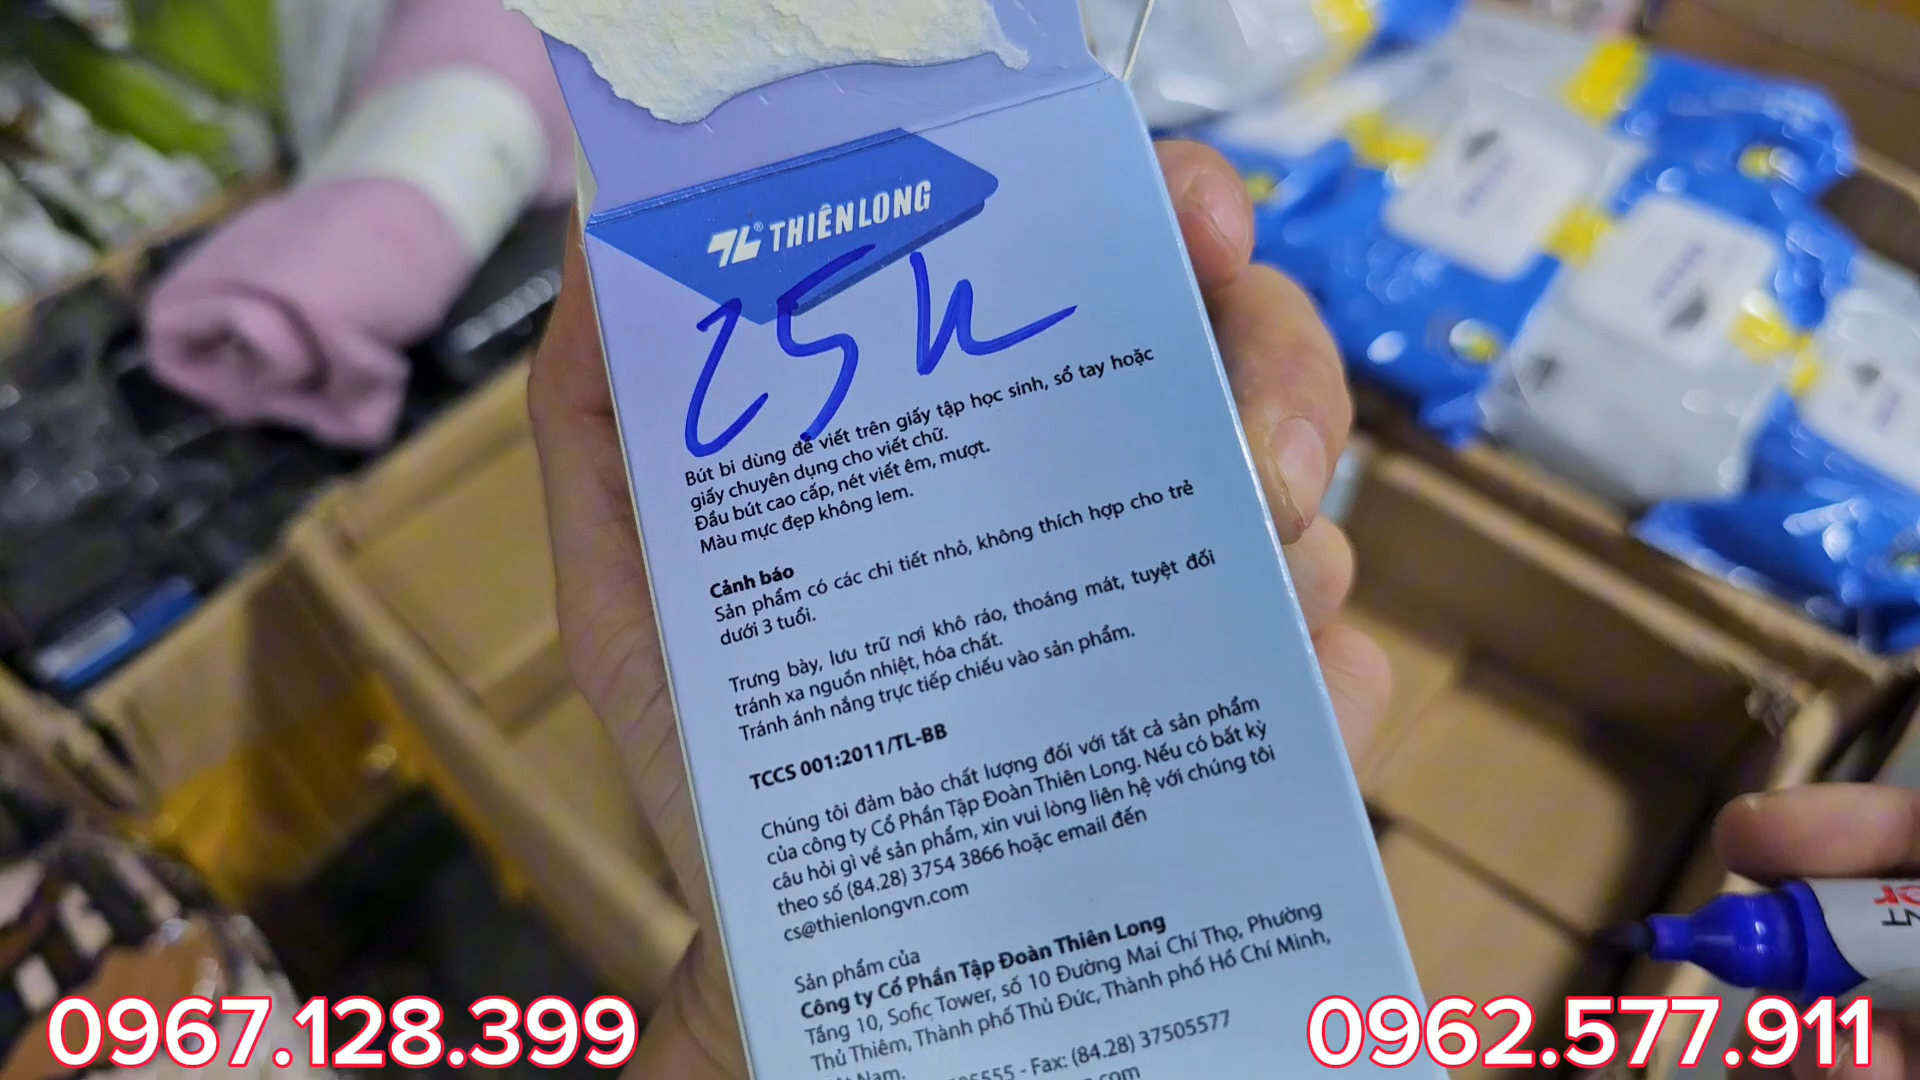 TL® THIÊN LONG
25k
Bút bi dùng để viết trên giấy tập học sinh, sổ tay hoặc
giấy chuyên dụng cho viết chữ.
Đầu bút cao cấp, nét viết êm, mượt.
Màu mực đẹp không lem.
Cảnh báo
Sản phẩm có các chi tiết nhỏ, không thích hợp cho trẻ
dưới 3 tuổi.
Trưng bày, lưu trữ nơi khô ráo, thoáng mát, tuyệt đối
tránh xa nguồn nhiệt, hóa chất.
Tránh ánh nắng trực tiếp chiếu vào sản phẩm.
TCCS 001:2011/TL-BB
Chúng tôi đảm bảo chất lượng đối với tất cả sản phẩm
của công ty Cổ Phần Tập Đoàn Thiên Long. Nếu có bất kỳ
câu hỏi gì về sản phẩm, xin vui lòng liên hệ với chúng tôi
theo số (84.28) 3754 3866 hoặc email đến
cs@thienlongvn.com
Sản phẩm của
Công ty Cổ Phần Tập Đoàn Thiên Long
Tầng 10, Sofic Tower, số 10 Đường Mai Chí Thọ, Phường
Thủ Thiêm, Thành phố Thủ Đức, Thành phố Hồ Chí Minh,
Nam.
5555 - Fax: (84.28) 37505577
.com
0967.128.399
0962.577.911